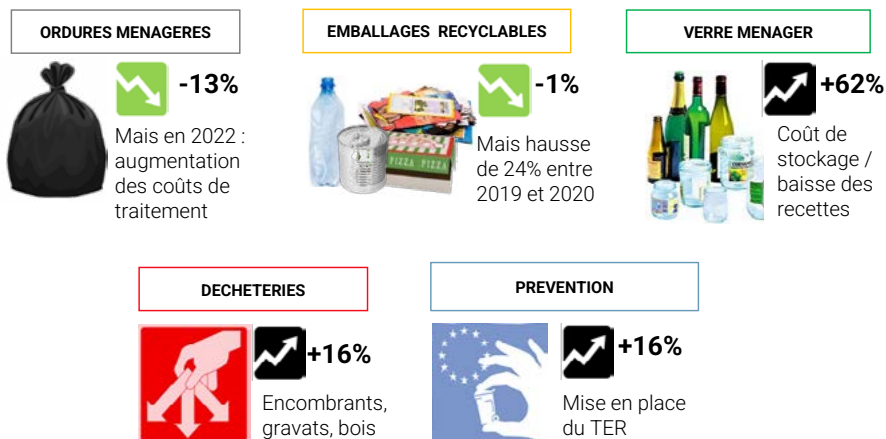 ORDURES MENAGERES
-13%
Mais en 2022 :
augmentation
des coûts de
traitement
EMBALLAGES RECYCLABLES
PIZZA PIZZA
-1%
Mais hausse
de 24% entre
2019 et 2020
VERRE MENAGER
+62%
Coût de
stockage /
baisse des
recettes
DECHETERIES
+16%
Encombrants,
gravats, bois
PREVENTION
+16%
Mise en place
du TER